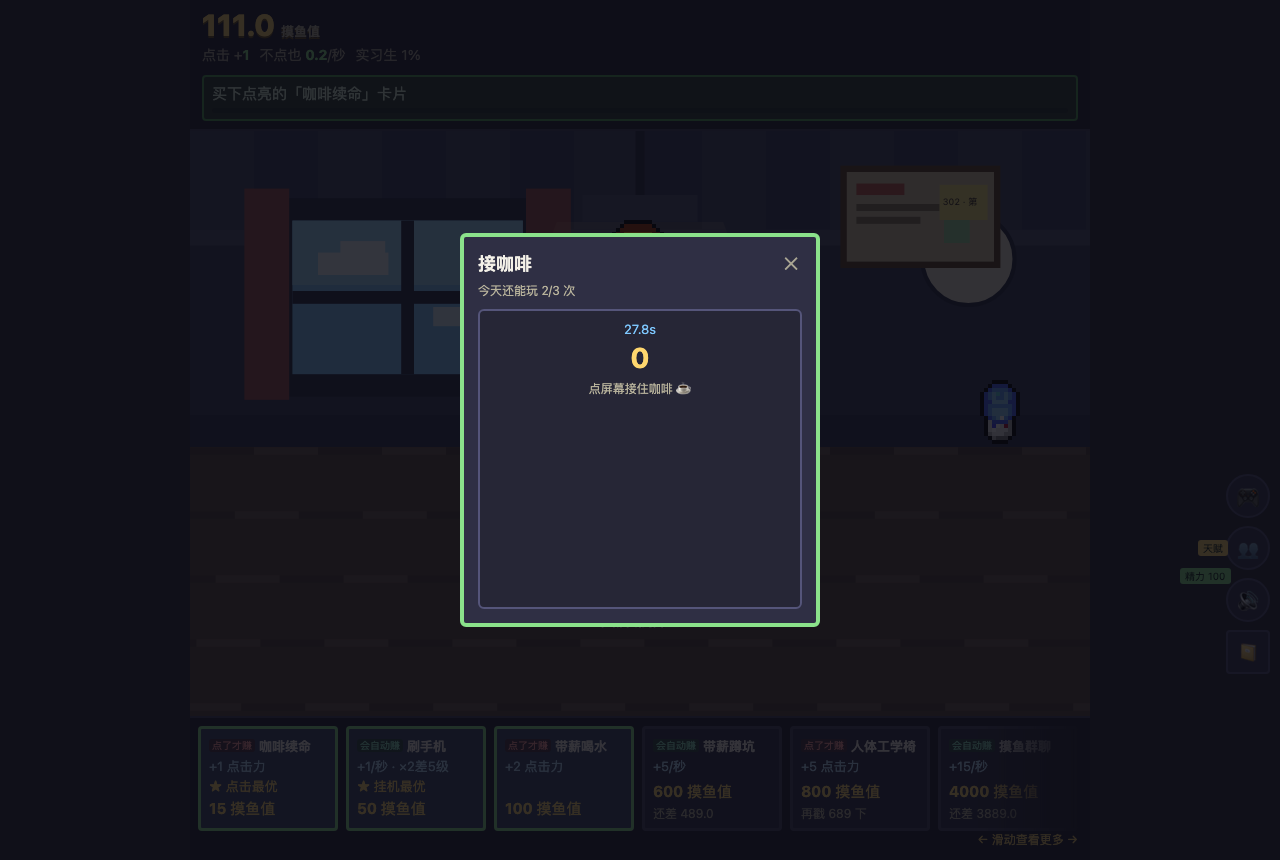 111.0 摸鱼值
点击 +1 不点也 0.2/秒 实习生 1%
买下点亮的「咖啡续命」卡片
302 · 第
接咖啡
今天还能玩 2/3 次
27.8s
0
点屏幕接住咖啡 ☕
天赋
精力 100
点了才赚 咖啡续命
+1 点击力
⭐ 点击最优
15 摸鱼值
会自动赚 刷手机
+1/秒 · ×2差5级
⭐ 挂机最优
50 摸鱼值
点了才赚 带薪喝水
+2 点击力
100 摸鱼值
会自动赚 带薪蹲坑
+5/秒
600 摸鱼值
还差 489.0
点了才赚 人体工学椅
+5 点击力
800 摸鱼值
再戳 689 下
会自动赚 摸鱼群聊
+15/秒
4000 摸鱼值
还差 3889.0
← 滑动查看更多 →